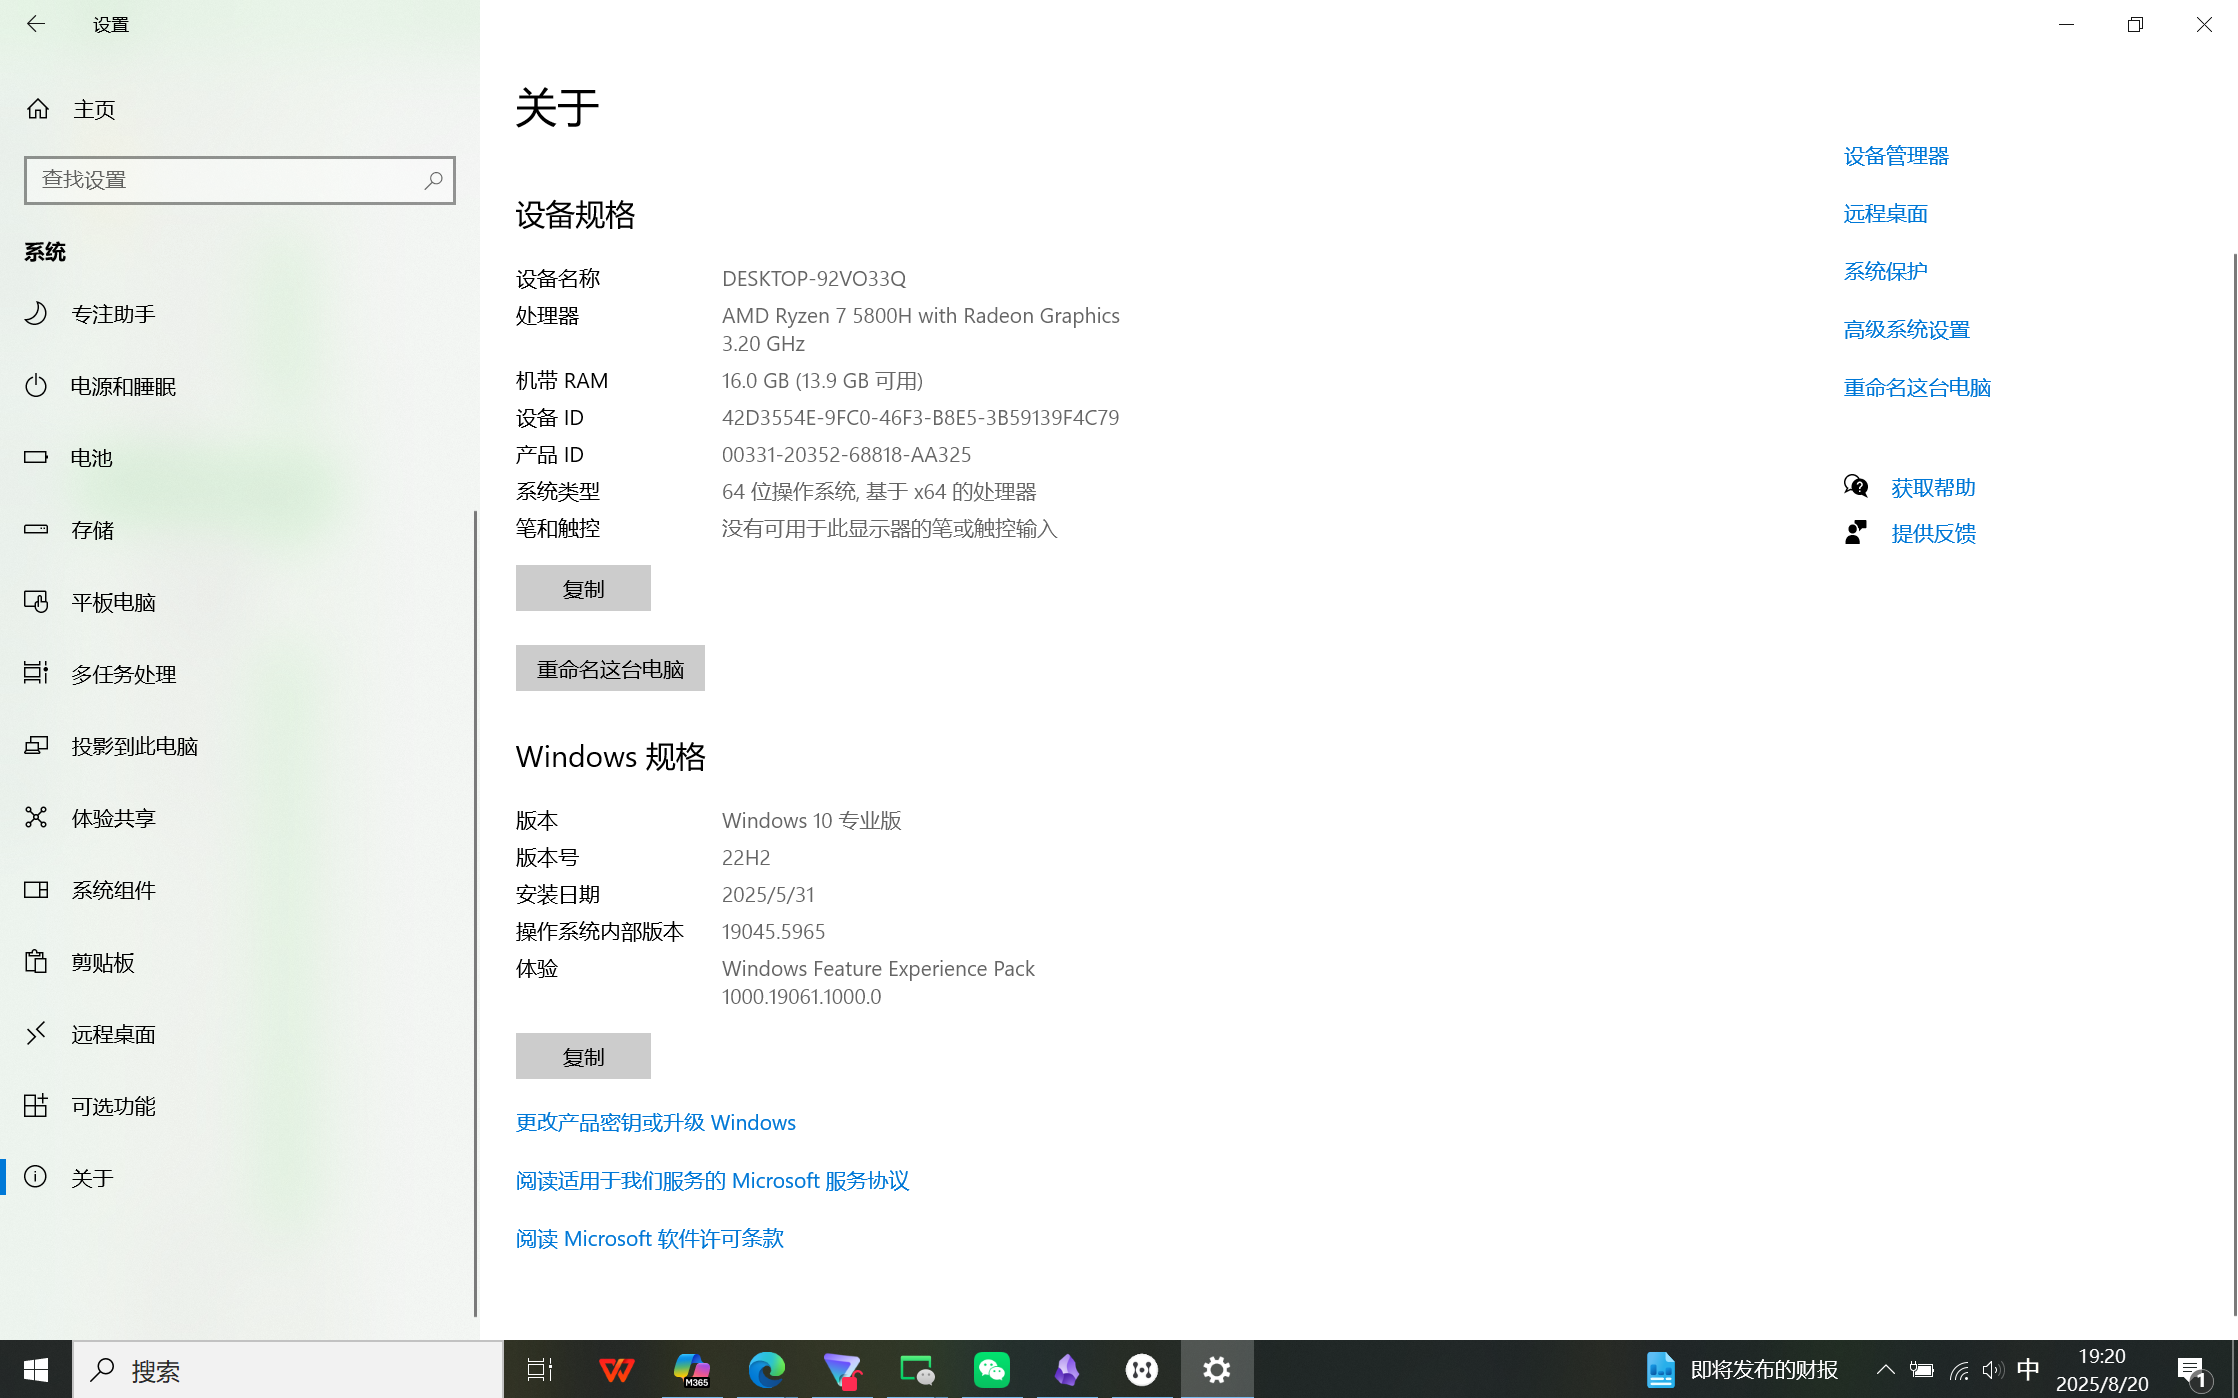 设置
主页
查找设置
系统
专注助手
电源和睡眠
电池
存储
平板电脑
多任务处理
投影到此电脑
体验共享
系统组件
剪贴板
远程桌面
可选功能
关于
关于
设备规格
设备名称 DESKTOP-92VO33Q
处理器 AMD Ryzen 7 5800H with Radeon Graphics
3.20 GHz
机带 RAM 16.0 GB (13.9 GB 可用)
设备 ID 42D3554E-9FC0-46F3-B8E5-3B59139F4C79
产品 ID 00331-20352-68818-AA325
系统类型 64 位操作系统, 基于 x64 的处理器
笔和触控 没有可用于此显示器的笔或触控输入
复制
重命名这台电脑
Windows 规格
版本 Windows 10 专业版
版本号 22H2
安装日期 2025/5/31
操作系统内部版本 19045.5965
体验 Windows Feature Experience Pack
1000.19061.1000.0
复制
更改产品密钥或升级 Windows
阅读适用于我们服务的 Microsoft 服务协议
阅读 Microsoft 软件许可条款
设备管理器
远程桌面
系统保护
高级系统设置
重命名这台电脑
获取帮助
提供反馈
搜索
M365
即将发布的财报
中
19:20
2025/8/20
1